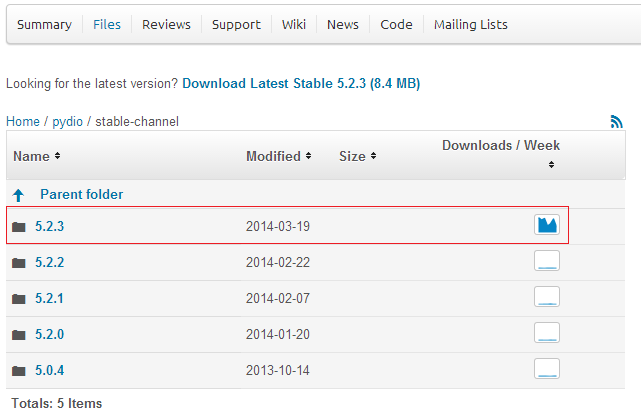 Summary Files Reviews Support Wiki News Code Mailing Lists
Looking for the latest version? Download Latest Stable 5.2.3 (8.4 MB)
Home / pydio / stable-channel
Name Modified Size Downloads / Week
Parent folder
5.2.3 2014-03-19
5.2.2 2014-02-22
5.2.1 2014-02-07
5.2.0 2014-01-20
5.0.4 2013-10-14
Totals: 5 Items